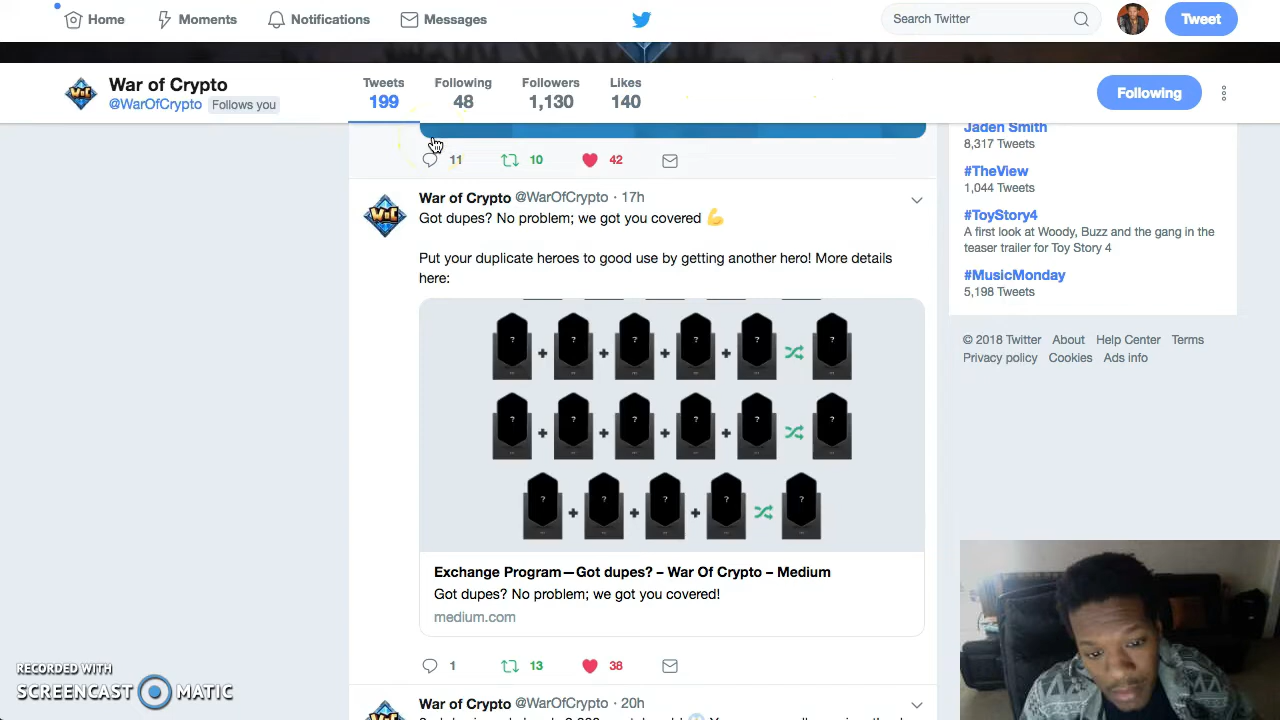 Home
Moments
Notifications
Messages
Search Twitter
Tweet
War of Crypto
@WarOfCrypto Follows you
Tweets
199
Following
48
Followers
1,130
Likes
140
Following
11
10
42
Jaden Smith
8,317 Tweets
#TheView
1,044 Tweets
#ToyStory4
A first look at Woody, Buzz and the gang in the
teaser trailer for Toy Story 4
#MusicMonday
5,198 Tweets
© 2018 Twitter About Help Center Terms
Privacy policy Cookies Ads info
War of Crypto @WarOfCrypto · 17h
Got dupes? No problem; we got you covered 💪
Put your duplicate heroes to good use by getting another hero! More details
here:
? + ? + ? + ? + ? ?
? + ? + ? + ? + ? ?
? + ? + ? + ? ?
Exchange Program—Got dupes? – War Of Crypto – Medium
Got dupes? No problem; we got you covered!
medium.com
1
13
38
War of Crypto @WarOfCrypto · 20h
RECORDED WITH
SCREENCAST MATIC